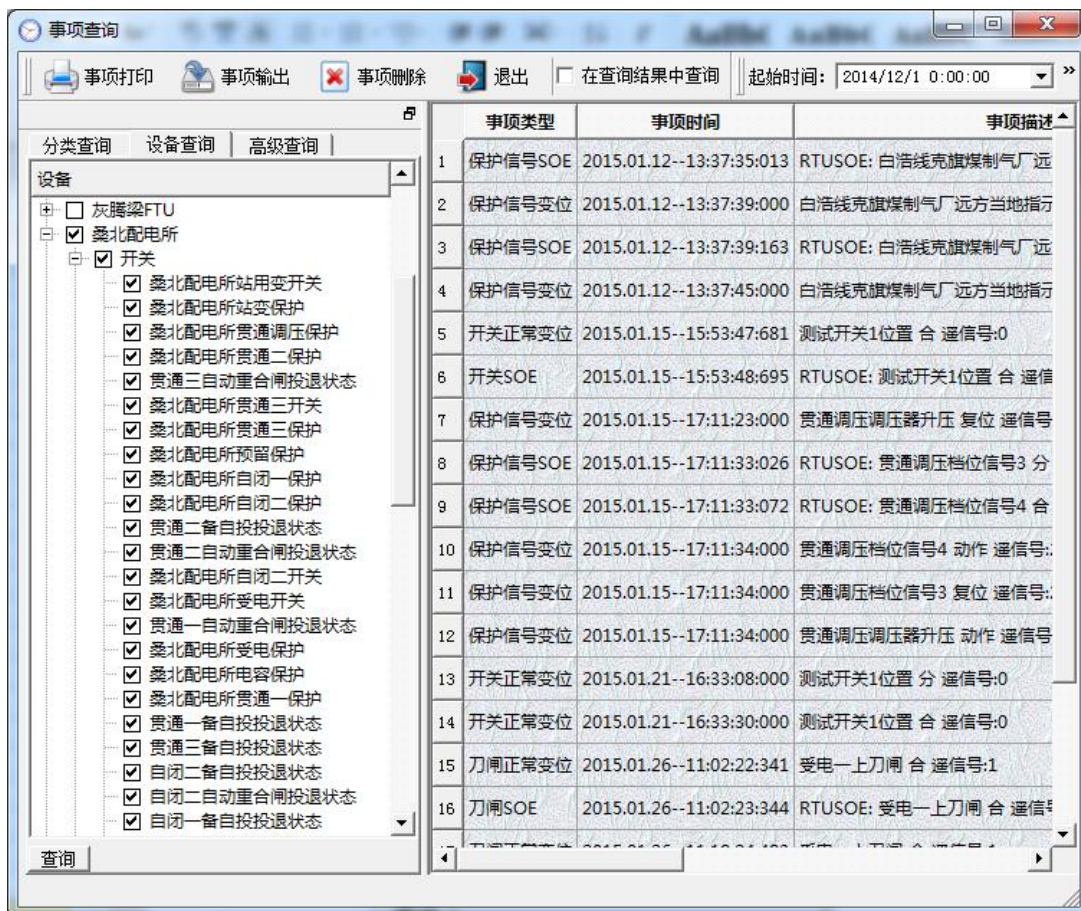 事项查询
事项打印 事项输出 事项删除 退出 在查询结果中查询 起始时间: 2014/12/1 0:00:00 »
分类查询 设备查询 高级查询
设备
灰腾梁FTU
桑北配电所
开关
桑北配电所站用变开关
桑北配电所站变保护
桑北配电所贯通调压保护
桑北配电所贯通二保护
贯通三自动重合闸投退状态
桑北配电所贯通三开关
桑北配电所贯通三保护
桑北配电所预留保护
桑北配电所自闭一保护
桑北配电所自闭二保护
贯通二备自投投退状态
贯通二自动重合闸投退状态
桑北配电所自闭二开关
桑北配电所受电开关
贯通一自动重合闸投退状态
桑北配电所受电保护
桑北配电所电容保护
桑北配电所贯通一保护
贯通一备自投投退状态
贯通三备自投投退状态
自闭二备自投投退状态
自闭二自动重合闸投退状态
自闭一备自投投退状态
查询
事项类型 事项时间 事项描述
1 保护信号SOE 2015.01.12--13:37:35:013 RTUSOE: 白浩线克旗煤制气厂远
2 保护信号变位 2015.01.12--13:37:39:000 白浩线克旗煤制气厂远方当地指示
3 保护信号SOE 2015.01.12--13:37:39:163 RTUSOE: 白浩线克旗煤制气厂远
4 保护信号变位 2015.01.12--13:37:45:000 白浩线克旗煤制气厂远方当地指示
5 开关正常变位 2015.01.15--15:53:47:681 测试开关1位置 合 遥信号:0
6 开关SOE 2015.01.15--15:53:48:695 RTUSOE: 测试开关1位置 合 遥信
7 保护信号变位 2015.01.15--17:11:23:000 贯通调压调压器升压 复位 遥信号
8 保护信号SOE 2015.01.15--17:11:33:026 RTUSOE: 贯通调压档位信号3 分
9 保护信号SOE 2015.01.15--17:11:33:072 RTUSOE: 贯通调压档位信号4 合
10 保护信号变位 2015.01.15--17:11:34:000 贯通调压档位信号4 动作 遥信号:
11 保护信号变位 2015.01.15--17:11:34:000 贯通调压档位信号3 复位 遥信号:
12 保护信号变位 2015.01.15--17:11:34:000 贯通调压调压器升压 动作 遥信号
13 开关正常变位 2015.01.21--16:33:08:000 测试开关1位置 分 遥信号:0
14 开关正常变位 2015.01.21--16:33:30:000 测试开关1位置 合 遥信号:0
15 刀闸正常变位 2015.01.26--11:02:22:341 受电一上刀闸 合 遥信号:1
16 刀闸SOE 2015.01.26--11:02:23:344 RTUSOE: 受电一上刀闸 合 遥信号